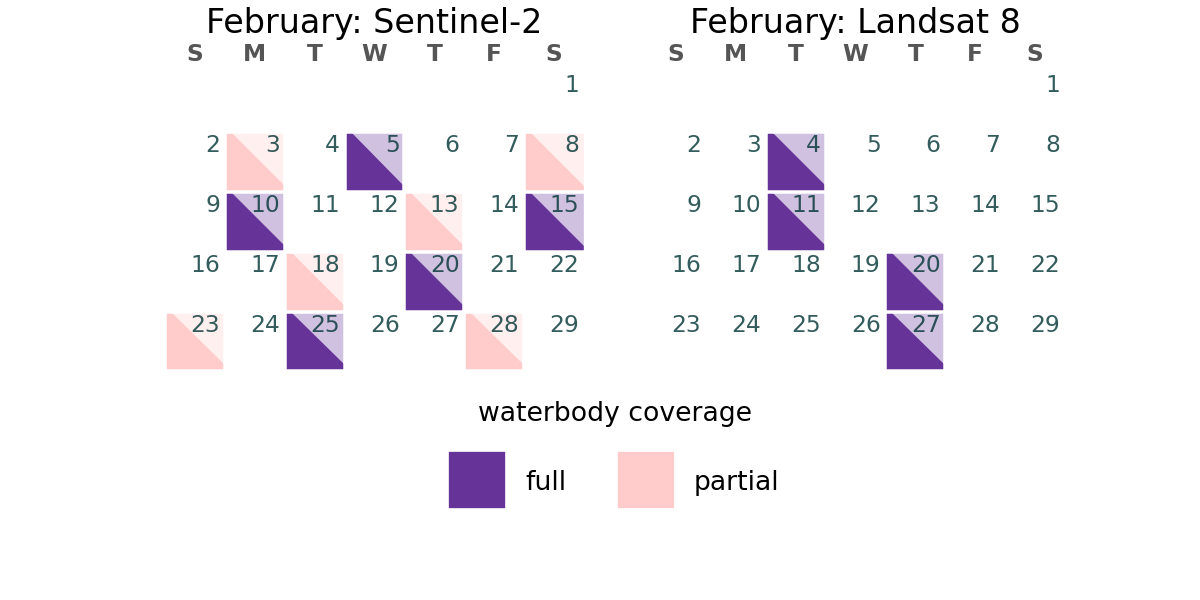 February: Sentinel-2
S M T W T F S
1
2 3 4 5 6 7 8
9 10 11 12 13 14 15
16 17 18 19 20 21 22
23 24 25 26 27 28 29
February: Landsat 8
S M T W T F S
1
2 3 4 5 6 7 8
9 10 11 12 13 14 15
16 17 18 19 20 21 22
23 24 25 26 27 28 29
waterbody coverage
full partial